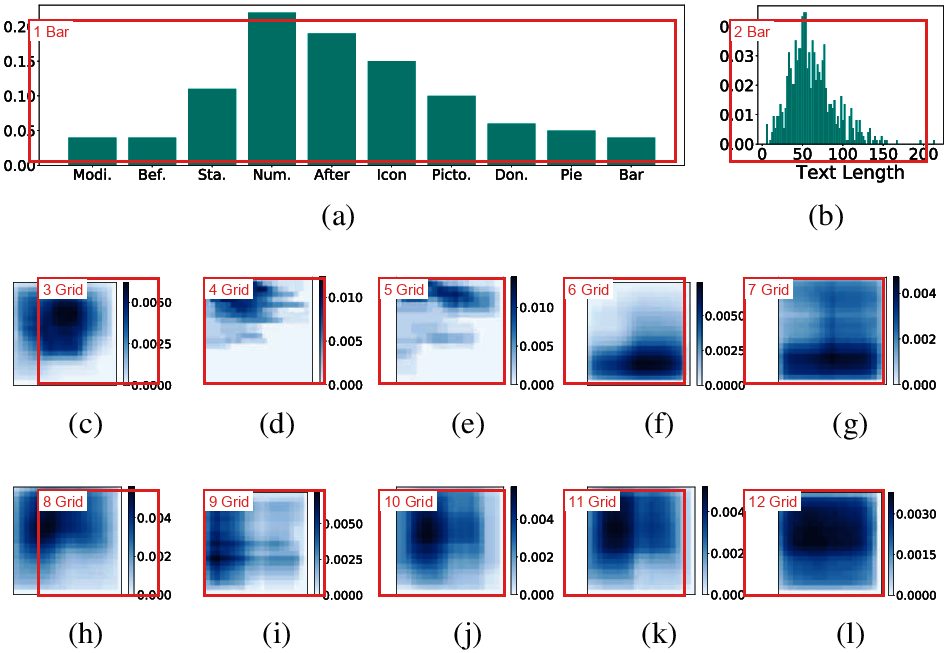 0.20
1 Bar
0.15
0.10
0.05
0.00
Modi. Bef. Sta. Num. After Icon Picto. Don. Pie Bar
(a)
2 Bar
0.03
0.02
0.01
0.00
0 50 100 150 200
Text Length
(b)
3 Grid
0.0050
0.0025
0.0000
4 Grid
0.010
0.005
0.000
5 Grid
0.010
0.005
0.000
6 Grid
0.0050
0.0025
0.0000
7 Grid
0.004
0.002
0.000
(c) (d) (e) (f) (g)
8 Grid
0.004
0.002
0.000
9 Grid
0.0050
0.0025
0.0000
10 Grid
0.004
0.002
0.000
11 Grid
0.004
0.002
0.000
12 Grid
0.0030
0.0015
0.0000
(h) (i) (j) (k) (l)